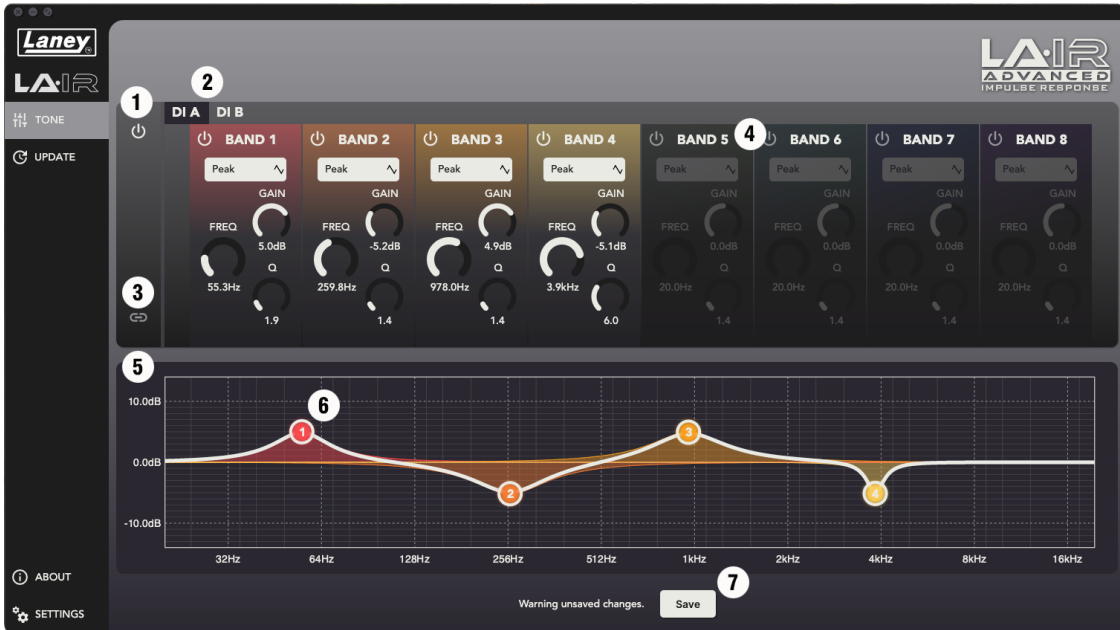 Laney
LA·IR
TONE
UPDATE
LA·IR
ADVANCED
IMPULSE RESPONSE
1
2
DI A DI B
BAND 1 BAND 2 BAND 3 BAND 4 BAND 5 4 BAND 6 BAND 7 BAND 8
Peak Peak Peak Peak Peak Peak Peak Peak
GAIN GAIN GAIN GAIN GAIN GAIN GAIN GAIN
FREQ FREQ FREQ FREQ FREQ FREQ FREQ FREQ
5.0dB -5.2dB 4.9dB -5.1dB 0.0dB 0.0dB 0.0dB 0.0dB
Q Q Q Q Q Q Q Q
55.3Hz 259.8Hz 978.0Hz 3.9kHz 20.0Hz 20.0Hz 20.0Hz 20.0Hz
3
1.9 1.4 1.4 6.0 1.4 1.4 1.4 1.4
5
10.0dB
6
1 3
0.0dB
2 4
-10.0dB
32Hz 64Hz 128Hz 256Hz 512Hz 1kHz 2kHz 4kHz 8kHz 16kHz
7
Warning unsaved changes. Save
ABOUT
SETTINGS